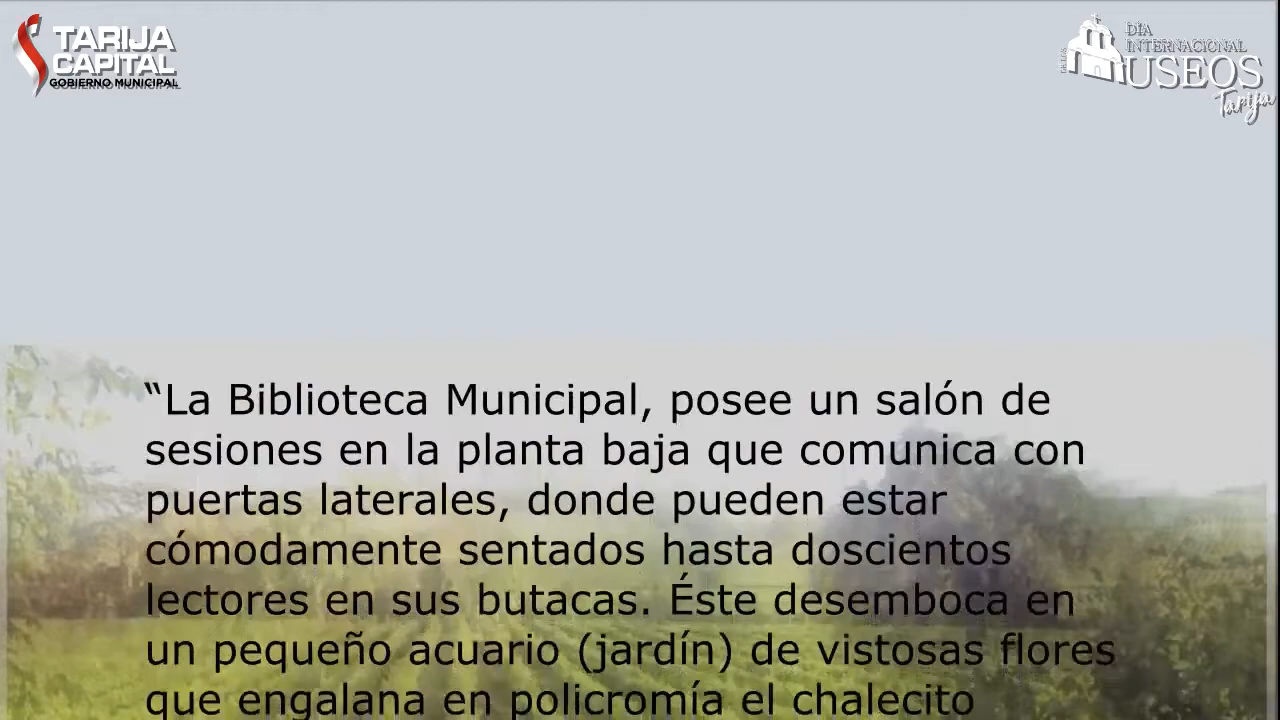 TARIJA
CAPITAL
GOBIERNO MUNICIPAL
DÍA
INTERNACIONAL
MUSEOS
Tarija
“La Biblioteca Municipal, posee un salón de
sesiones en la planta baja que comunica con
puertas laterales, donde pueden estar
cómodamente sentados hasta doscientos
lectores en sus butacas. Éste desemboca en
un pequeño acuario (jardín) de vistosas flores
que engalana en policromía el chalecito